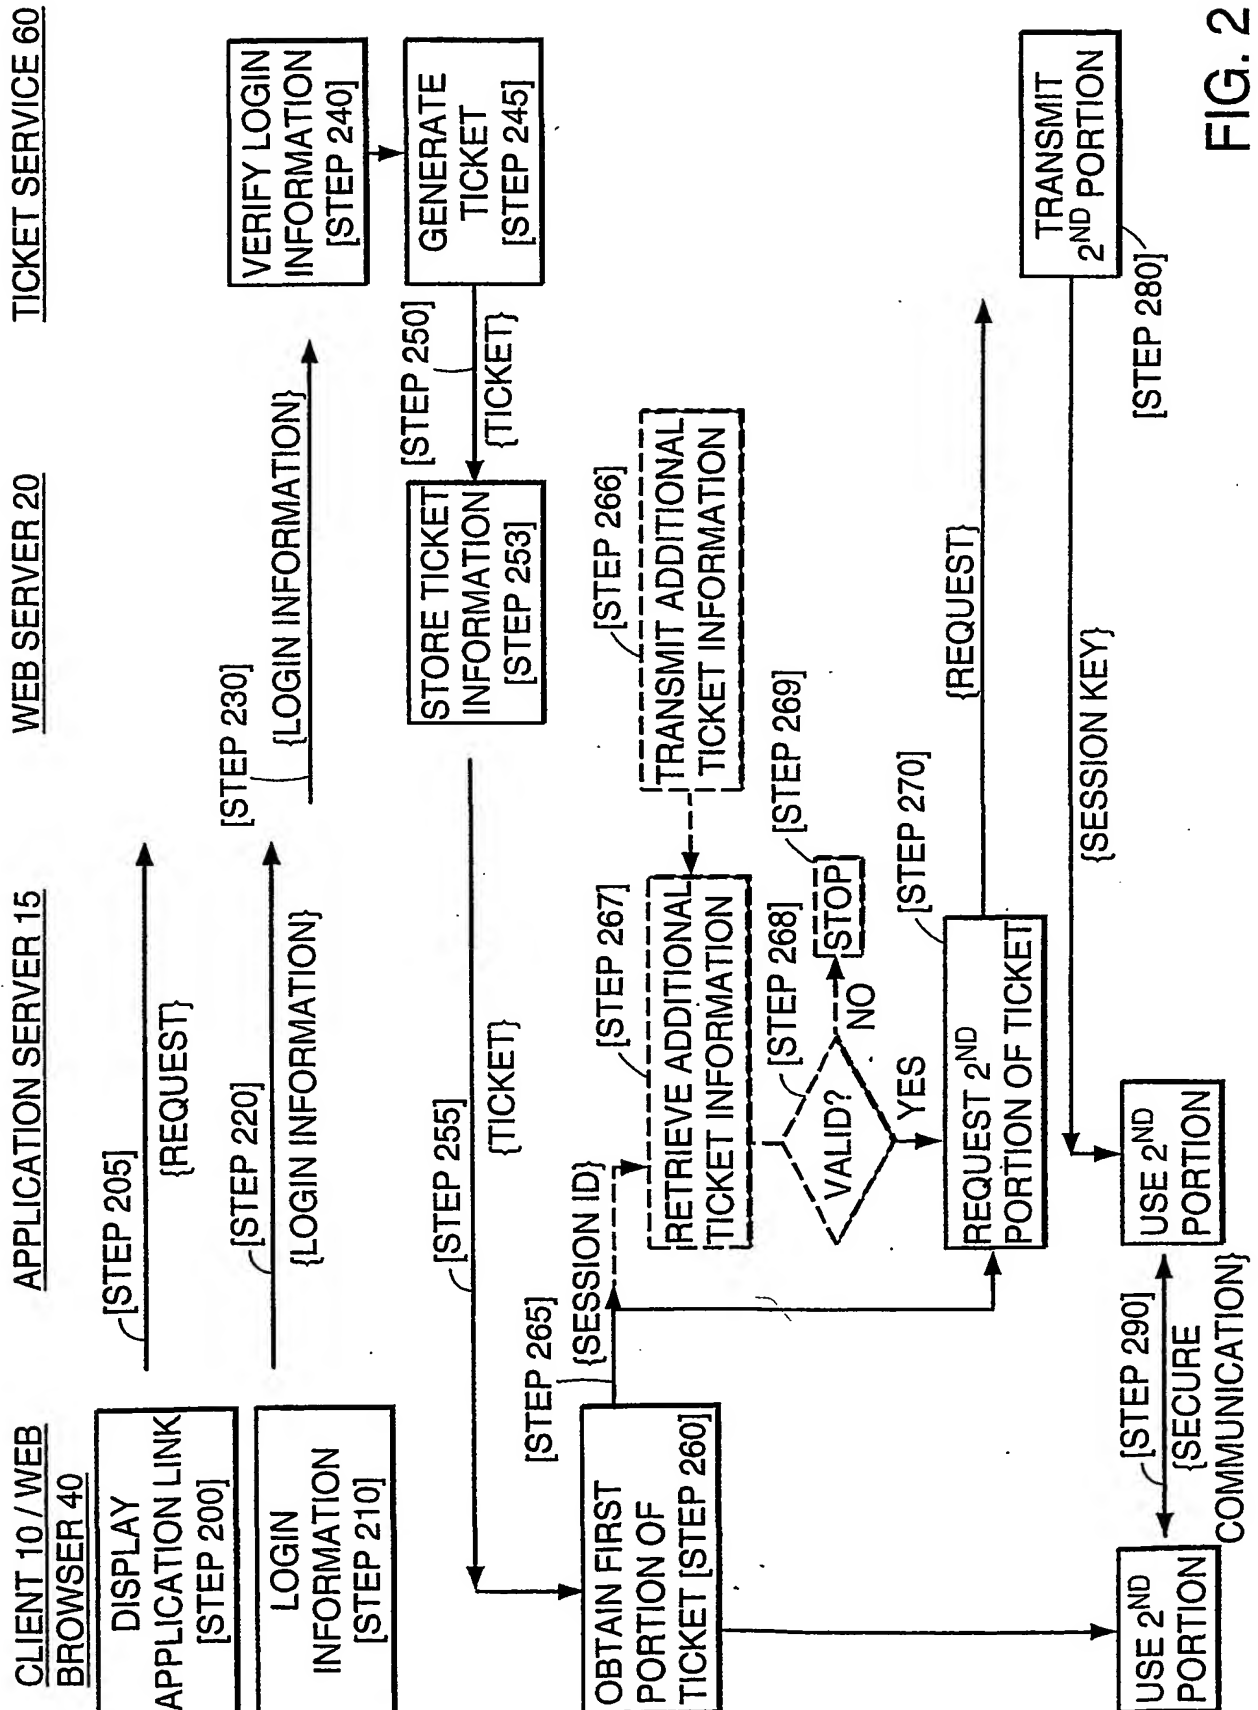 CLIENT 10 / WEB
BROWSER 40
APPLICATION SERVER 15
WEB SERVER 20
TICKET SERVICE 60
DISPLAY
APPLICATION LINK
[STEP 200]
[STEP 205]
{REQUEST}
LOGIN
INFORMATION
[STEP 210]
[STEP 220]
{LOGIN INFORMATION}
[STEP 230]
{LOGIN INFORMATION}
VERIFY LOGIN
INFORMATION
[STEP 240]
GENERATE
TICKET
[STEP 245]
[STEP 250]
{TICKET}
STORE TICKET
INFORMATION
[STEP 253]
[STEP 255]
{TICKET}
OBTAIN FIRST
PORTION OF
TICKET [STEP 260]
[STEP 265]
{SESSION ID}
[STEP 266]
TRANSMIT ADDITIONAL
TICKET INFORMATION
[STEP 267]
RETRIEVE ADDITIONAL
TICKET INFORMATION
[STEP 268]
VALID?
NO
[STEP 269]
STOP
YES
[STEP 270]
REQUEST 2ND
PORTION OF TICKET
{REQUEST}
TRANSMIT
2ND PORTION
[STEP 280]
{SESSION KEY}
USE 2ND
PORTION
[STEP 290]
{SECURE
COMMUNICATION}
USE 2ND
PORTION
FIG. 2